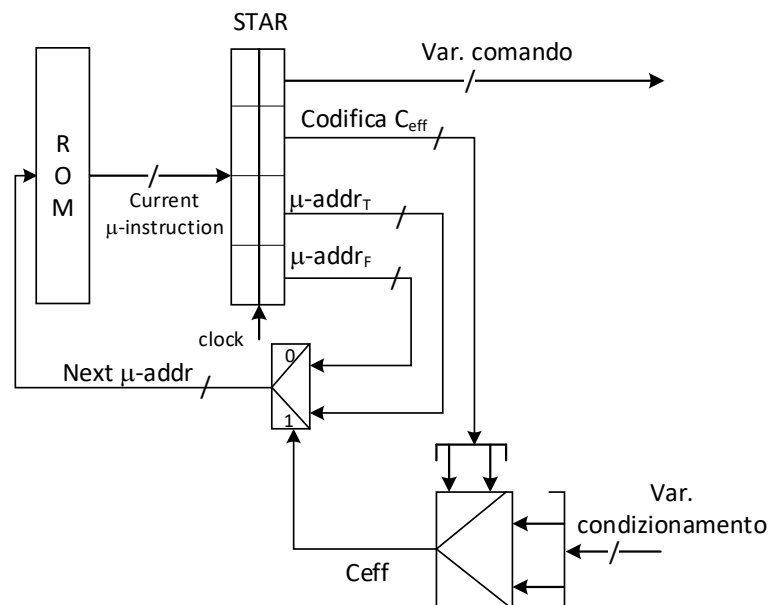 STAR
Var. comando
Codifica Ceff
R
O
M
Current
μ-instruction
μ-addrT
μ-addrF
clock
0
Next μ-addr
1
Var.
condizionamento
Ceff